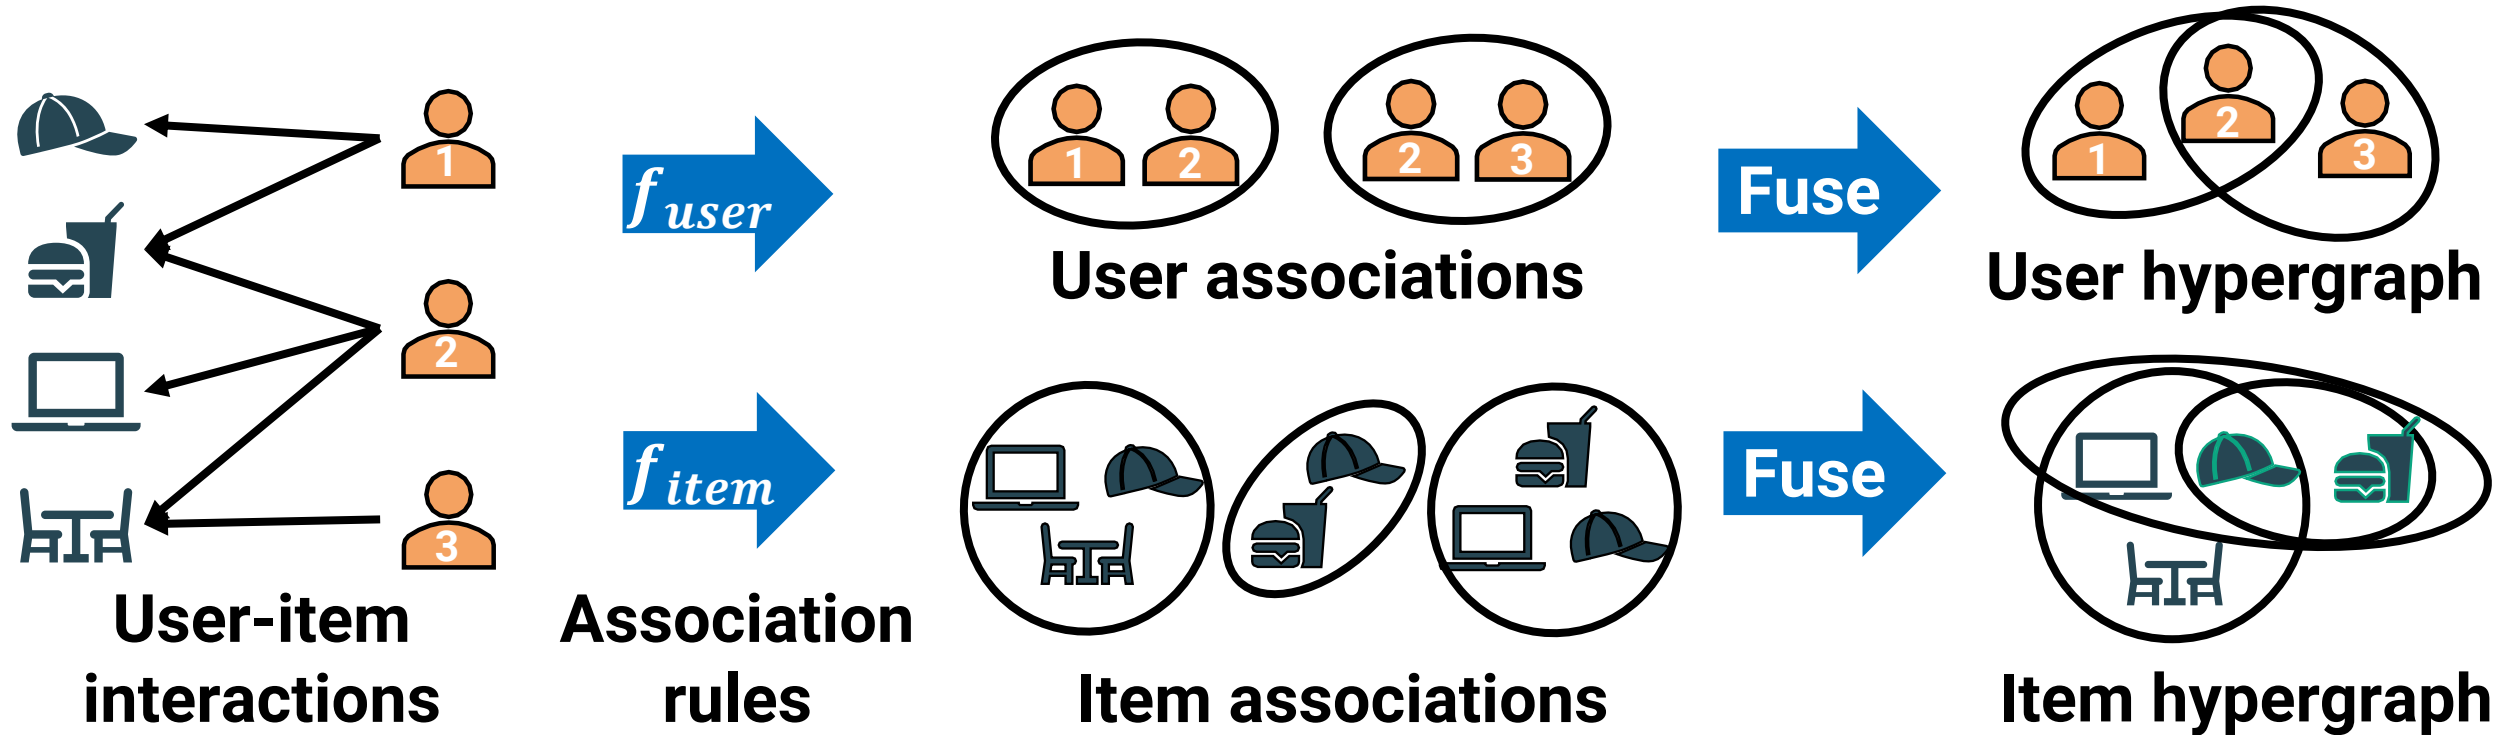 1
2
3
User-item
interactions
f user
f item
Association
rules
1 2
2 3
User associations
Item associations
Fuse
Fuse
1 2 3
User hypergraph
Item hypergraph